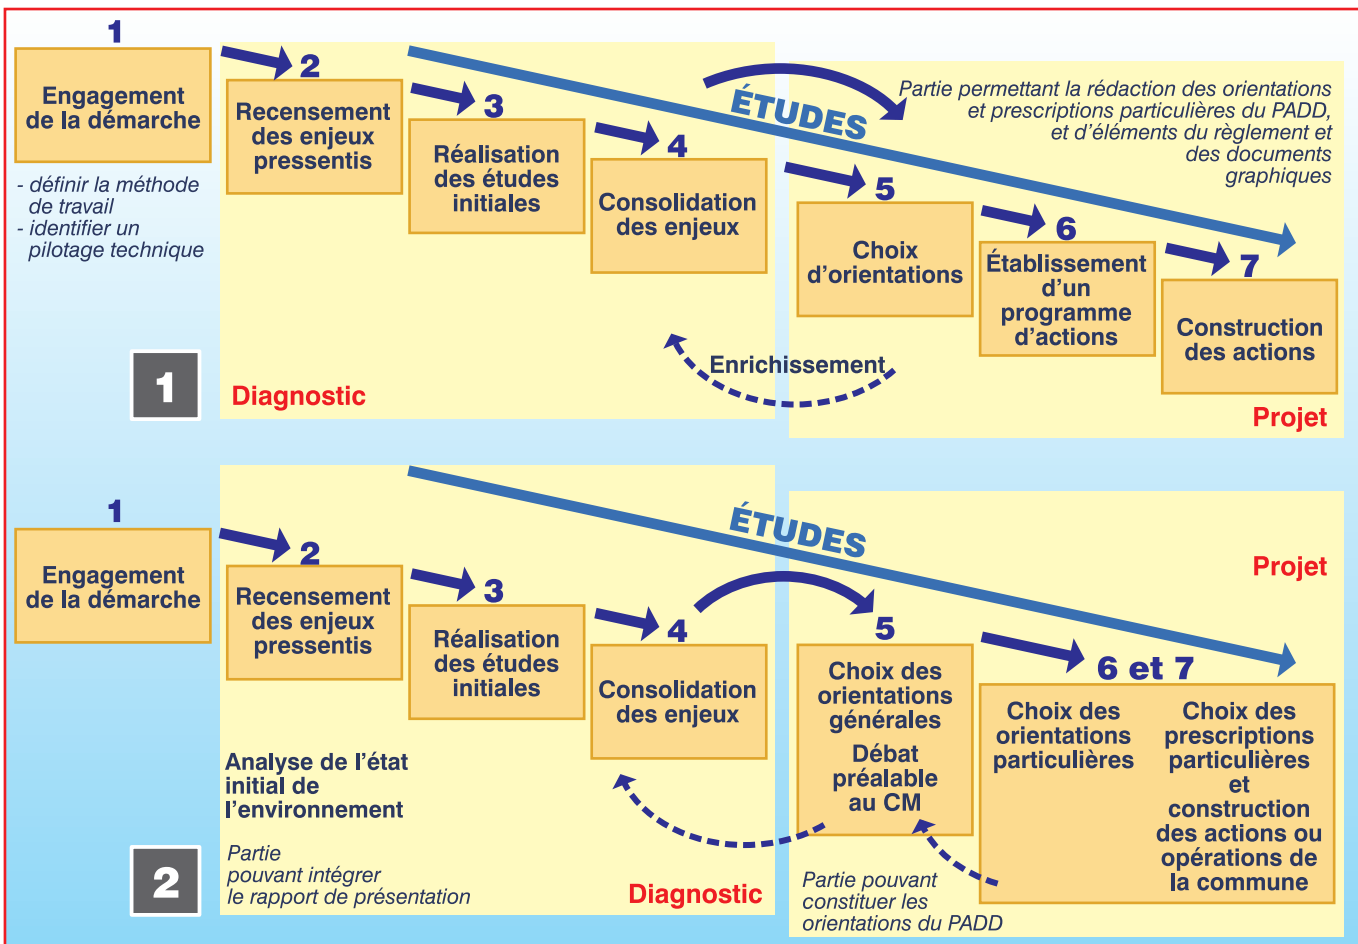 1
Engagement
de la démarche
- définir la méthode
de travail
- identifier un
pilotage technique
2
Recensement
des enjeux
pressentis
3
Réalisation
des études
initiales
4
Consolidation
des enjeux
ÉTUDES
Partie permettant la rédaction des orientations
et prescriptions particulières du PADD,
et d'éléments du règlement et
des documents
graphiques
5
Choix
d'orientations
6
Établissement
d'un
programme
d'actions
7
Construction
des actions
Enrichissement
1
Diagnostic
Projet
1
Engagement
de la démarche
2
Recensement
des enjeux
pressentis
3
Réalisation
des études
initiales
4
Consolidation
des enjeux
ÉTUDES
Projet
5
Choix des
orientations
générales
Débat
préalable
au CM
6 et 7
Choix des
orientations
particulières
Choix des
prescriptions
particulières
et
construction
des actions ou
opérations de
la commune
Analyse de l'état
initial de
l'environnement
2
Partie
pouvant intégrer
le rapport de présentation
Diagnostic
Partie pouvant
constituer les
orientations du PADD